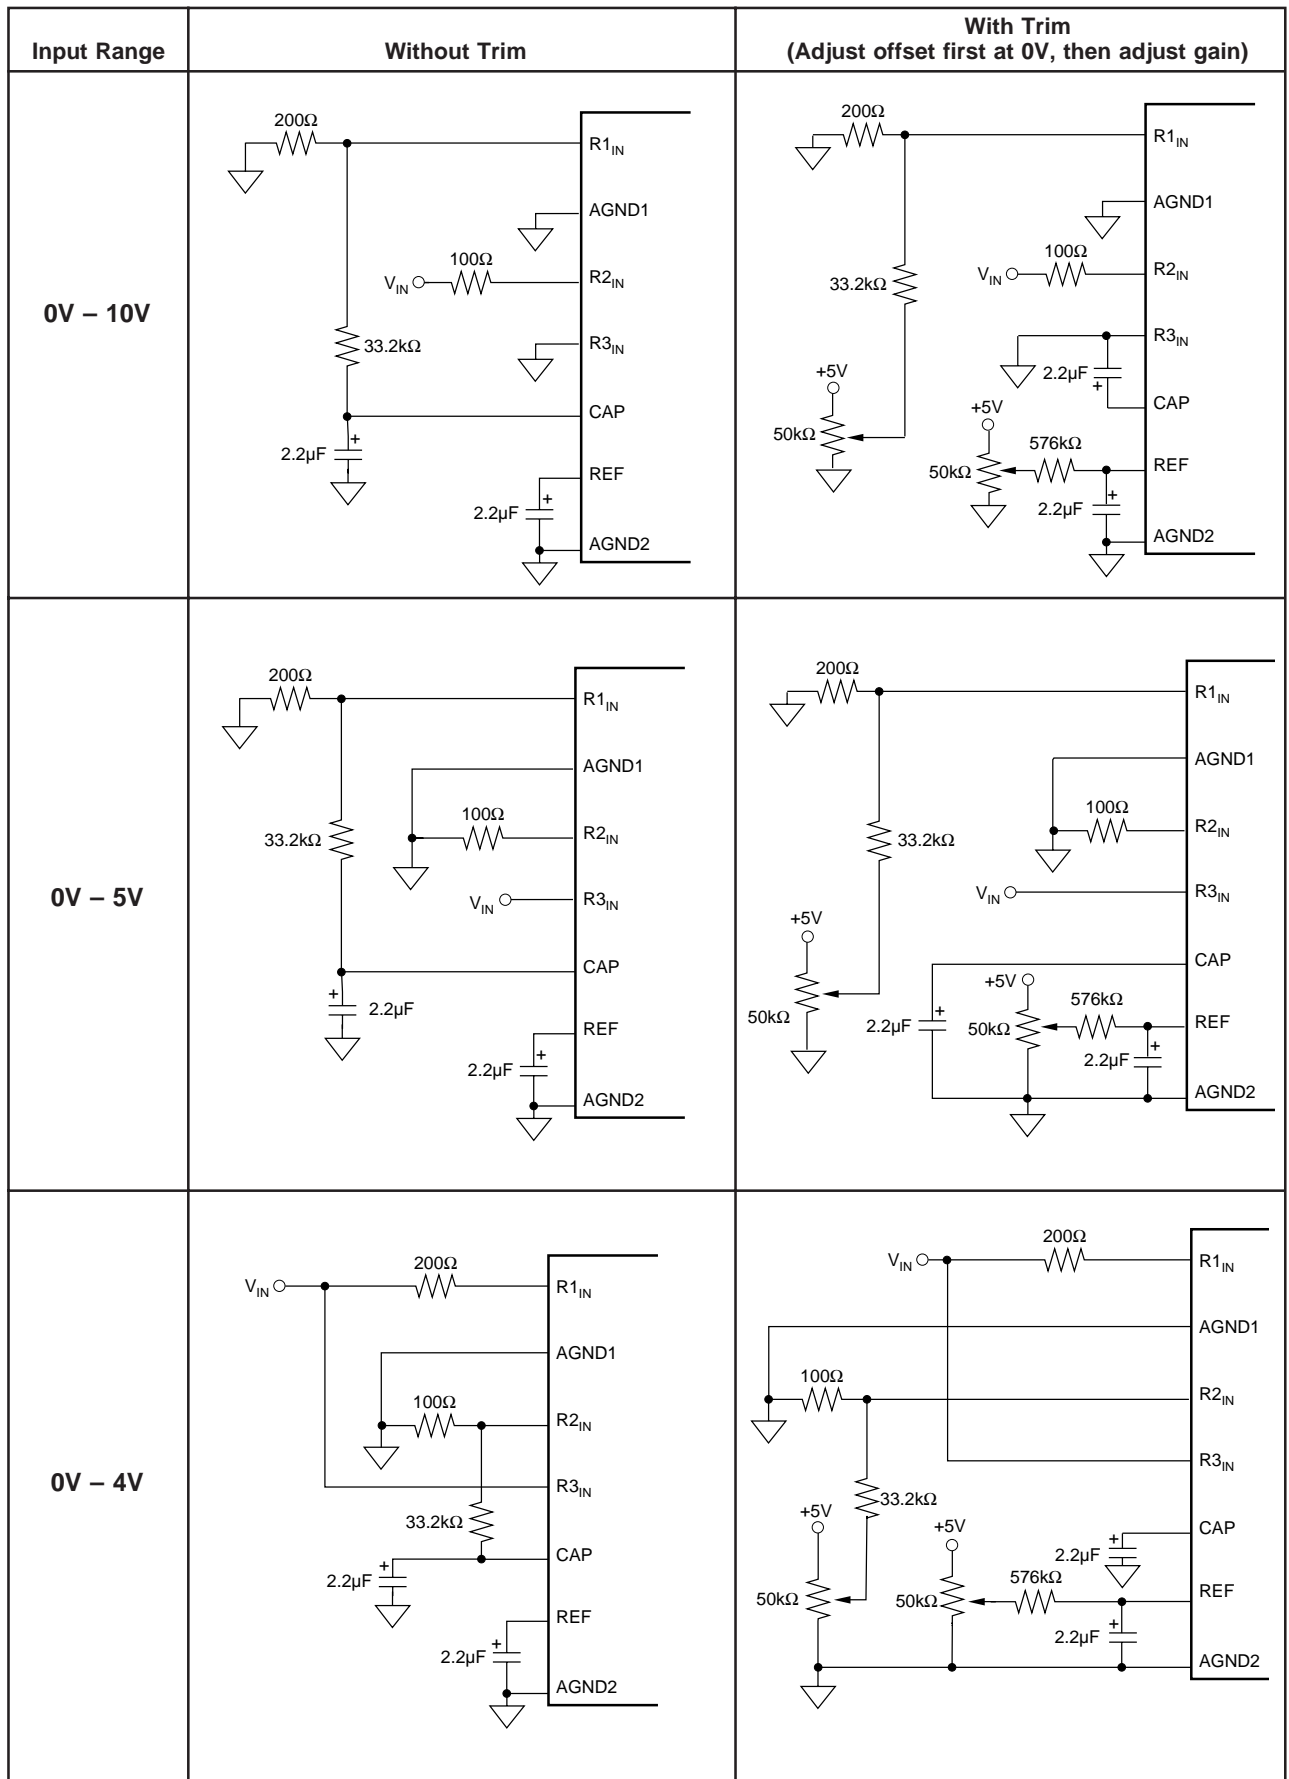 Input Range
Without Trim
With Trim
(Adjust offset first at 0V, then adjust gain)
0V – 10V
200Ω
R1IN
AGND1
100Ω
VIN
R2IN
R3IN
33.2kΩ
CAP
+
2.2µF
REF
+
2.2µF
AGND2
200Ω
R1IN
AGND1
100Ω
VIN
R2IN
33.2kΩ
R3IN
2.2µF
+
+5V
CAP
+5V
50kΩ
576kΩ
REF
50kΩ
+
2.2µF
AGND2
0V – 5V
200Ω
R1IN
AGND1
100Ω
33.2kΩ
R2IN
VIN
R3IN
CAP
+
2.2µF
REF
+
2.2µF
AGND2
200Ω
R1IN
AGND1
100Ω
R2IN
33.2kΩ
VIN
R3IN
+5V
CAP
+5V
576kΩ
50kΩ
+
2.2µF
50kΩ
REF
+
2.2µF
AGND2
0V – 4V
200Ω
VIN
R1IN
AGND1
100Ω
R2IN
R3IN
33.2kΩ
CAP
+
2.2µF
REF
+
2.2µF
AGND2
200Ω
VIN
R1IN
AGND1
100Ω
R2IN
R3IN
33.2kΩ
+5V
+5V
CAP
+
2.2µF
576kΩ
50kΩ
50kΩ
REF
+
2.2µF
AGND2